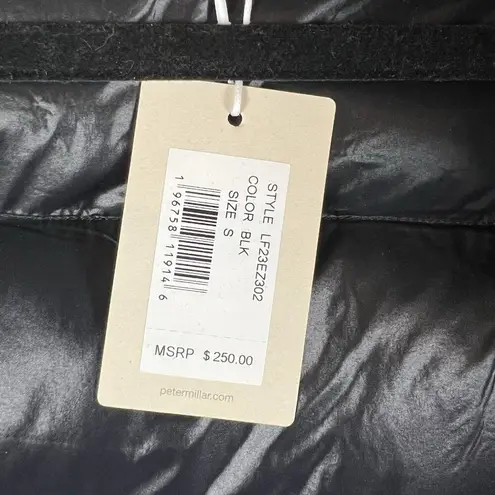 STYLE LF23EZ302
COLOR BLK
SIZE S
1 96758 11914 6
MSRP $ 250.00
petermillar.com